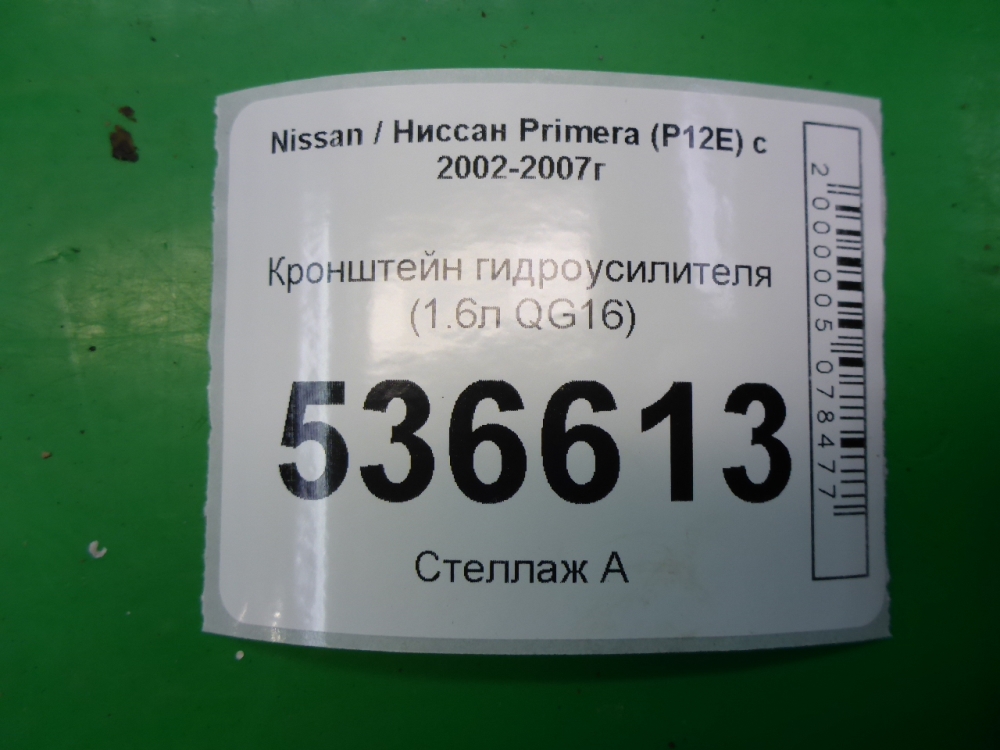 Nissan / Ниссан Primera (P12E) с
2002-2007г
Кронштейн гидроусилителя
(1.6л QG16)
536613
Стеллаж А
2000005078477